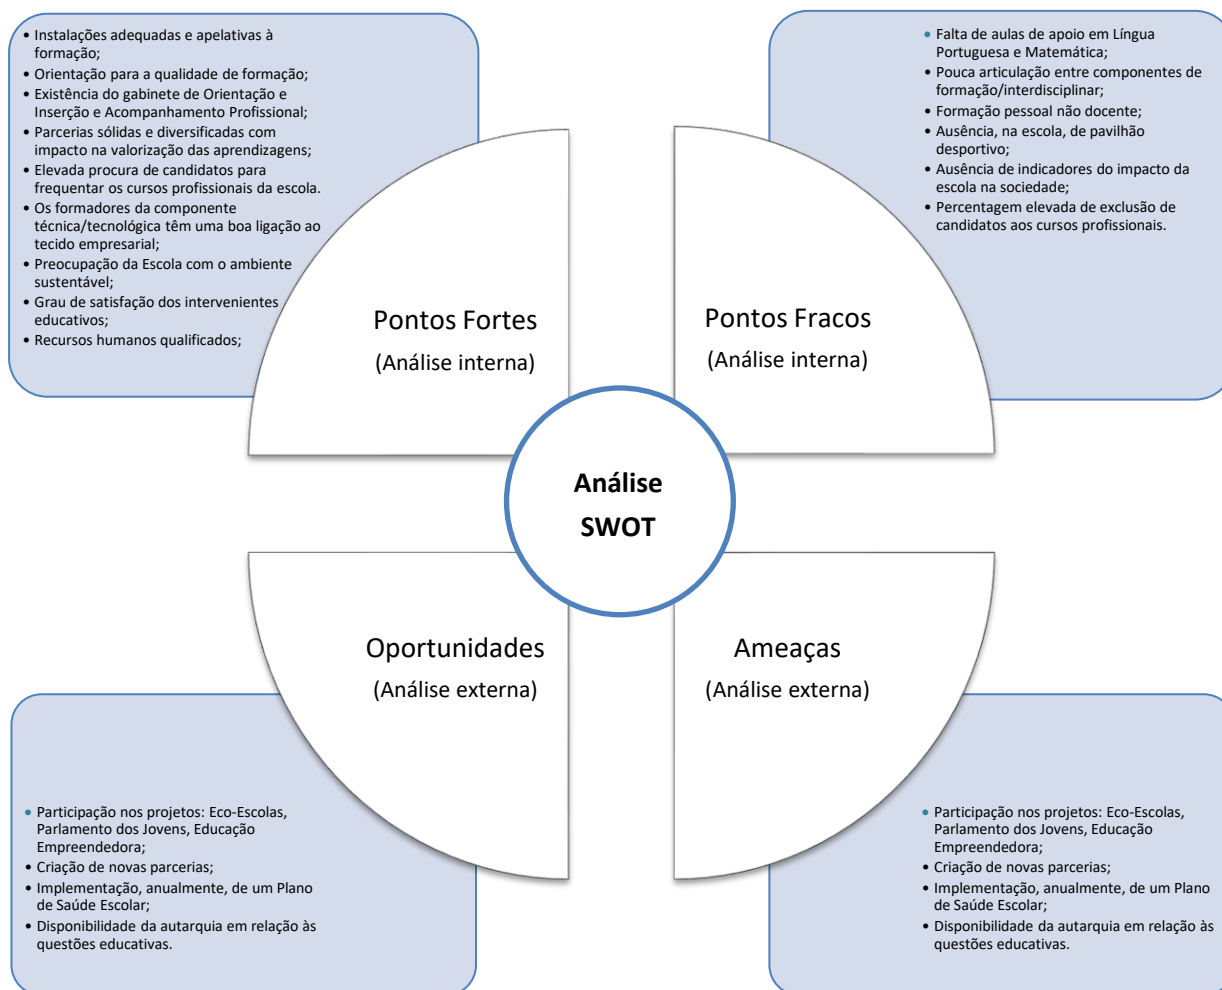 • Instalações adequadas e apelativas à
formação;
• Orientação para a qualidade de formação;
• Existência do gabinete de Orientação e
Inserção e Acompanhamento Profissional;
• Parcerias sólidas e diversificadas com
impacto na valorização das aprendizagens;
• Elevada procura de candidatos para
frequentar os cursos profissionais da escola.
• Os formadores da componente
técnica/tecnológica têm uma boa ligação ao
tecido empresarial;
• Preocupação da Escola com o ambiente
sustentável;
• Grau de satisfação dos intervenientes
educativos;
• Recursos humanos qualificados;
• Falta de aulas de apoio em Língua
Portuguesa e Matemática;
• Pouca articulação entre componentes de
formação/interdisciplinar;
• Formação pessoal não docente;
• Ausência, na escola, de pavilhão
desportivo;
• Ausência de indicadores do impacto da
escola na sociedade;
• Percentagem elevada de exclusão de
candidatos aos cursos profissionais.
Pontos Fortes
(Análise interna)
Pontos Fracos
(Análise interna)
Análise
SWOT
Oportunidades
(Análise externa)
Ameaças
(Análise externa)
• Participação nos projetos: Eco-Escolas,
Parlamento dos Jovens, Educação
Empreendedora;
• Criação de novas parcerias;
• Implementação, anualmente, de um Plano
de Saúde Escolar;
• Disponibilidade da autarquia em relação às
questões educativas.
• Participação nos projetos: Eco-Escolas,
Parlamento dos Jovens, Educação
Empreendedora;
• Criação de novas parcerias;
• Implementação, anualmente, de um Plano
de Saúde Escolar;
• Disponibilidade da autarquia em relação às
questões educativas.